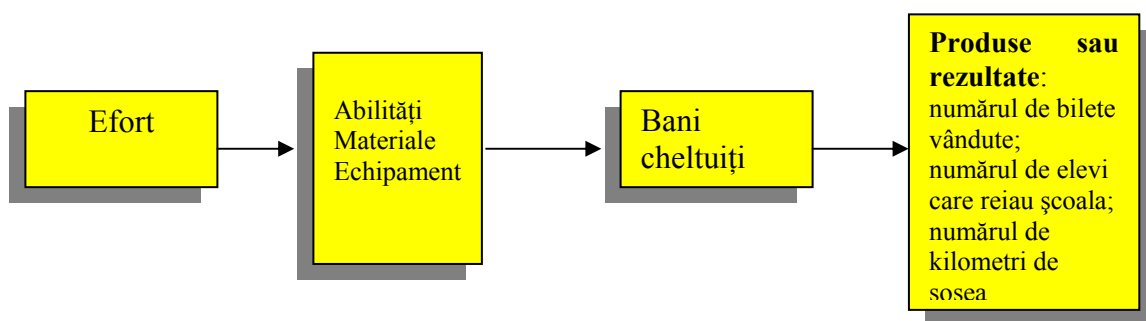 Efort
Abilități
Materiale
Echipament
Bani
cheltuiți
Produse sau
rezultate:
numărul de bilete
vândute;
numărul de elevi
care reiau şcoala;
numărul de
kilometri de
şosea